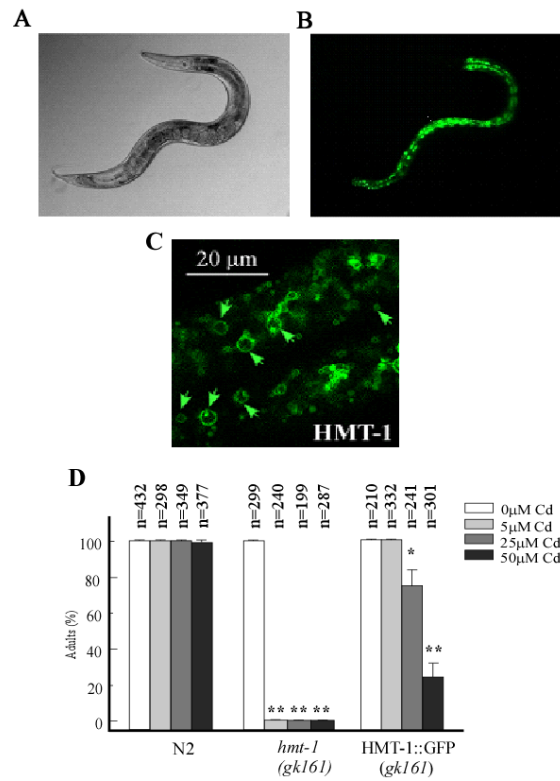 A
B
C
20 μm
HMT-1
D
n=432
n=298
n=349
n=377
n=299
n=240
n=199
n=287
n=210
n=332
n=241
n=301
0μM Cd
5μM Cd
25μM Cd
50μM Cd
Adults (%)
100
80
60
40
20
0
** ** **
*
**
N2
hmt-1
(gk161)
HMT-1::GFP
(gk161)